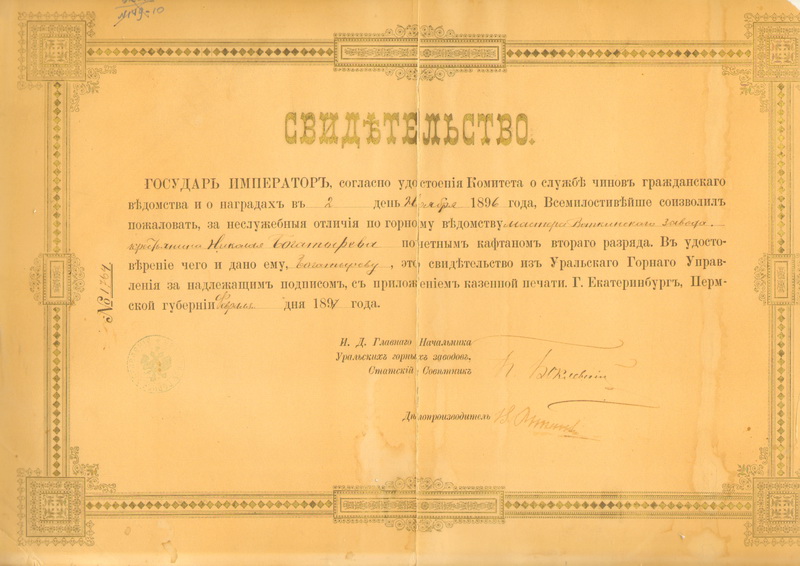 СВИДѢТЕЛЬСТВО.
ГОСУДАРЬ ИМПЕРАТОРЪ, согласно удостоенія Комитета о службѣ чиновъ гражданскаго
вѣдомства и о наградахъ въ 2 день Декабря 1896 года, Всемилостивѣйше соизволилъ
пожаловать, за неслужебныя отличія по горному вѣдомству мастера Воткинскаго завода
крестьянина Николая Богатырева почетнымъ кафтаномъ втораго разряда. Въ удосто-
вѣреніе чего и дано ему, Богатыреву, это свидѣтельство изъ Уральскаго Горнаго Управ-
ленія за надлежащимъ подписомъ, съ приложеніемъ казенной печати. Г. Екатеринбургъ, Перм-
ской губерніи Февраля дня 1897 года.
№
И. Д. Главнаго Начальника
Уральскихъ горныхъ заводовъ,
Статскій Совѣтникъ
Дѣлопроизводитель